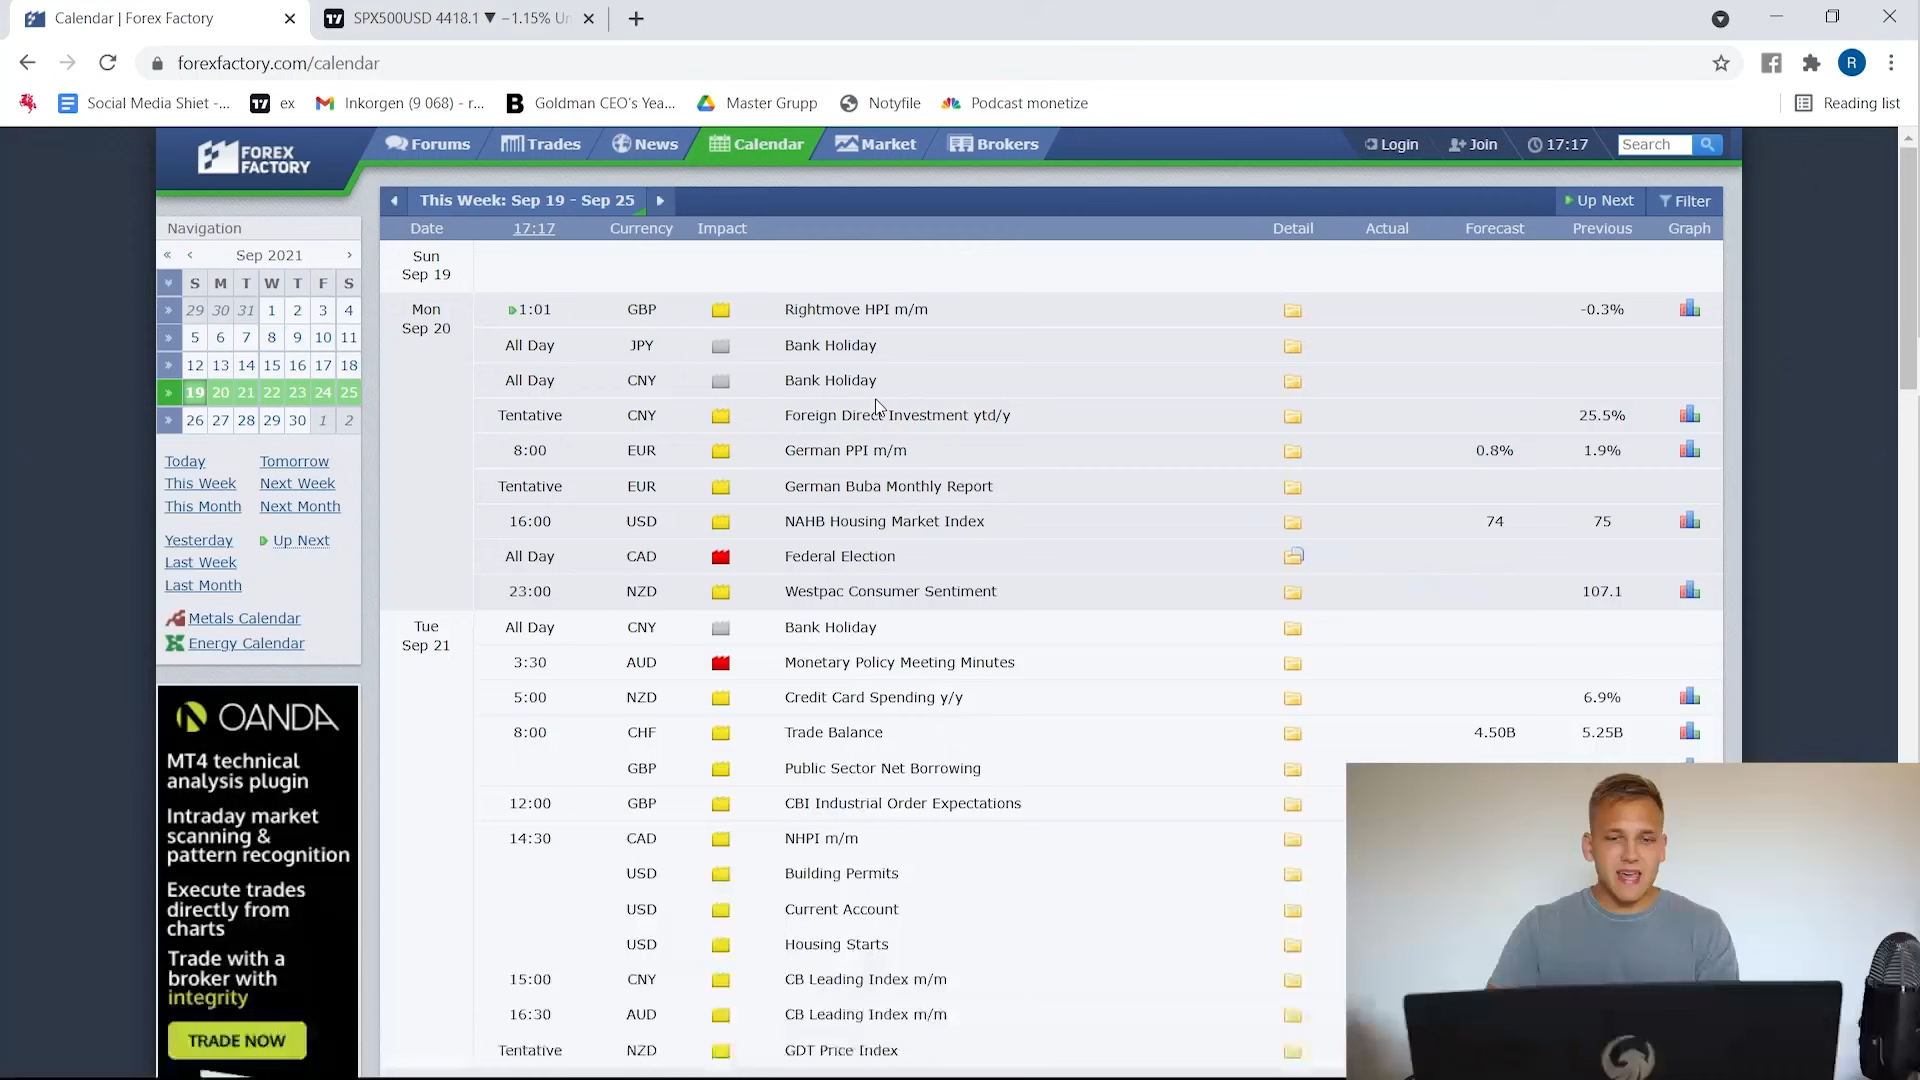 Calendar | Forex Factory
SPX500USD 4418.1 ▼ −1.15% Un
forexfactory.com/calendar
R
Social Media Shiet -...
ex
Inkorgen (9 068) - r...
Goldman CEO's Yea...
Master Grupp
Notyfile
Podcast monetize
Reading list
FOREX FACTORY
Forums
Trades
News
Calendar
Market
Brokers
Login
Join
17:17
Search
Navigation
« ‹ Sep 2021 ›
S M T W T F S
29 30 31 1 2 3 4
5 6 7 8 9 10 11
12 13 14 15 16 17 18
19 20 21 22 23 24 25
26 27 28 29 30 1 2
Today Tomorrow
This Week Next Week
This Month Next Month
Yesterday Up Next
Last Week
Last Month
Metals Calendar
Energy Calendar
OANDA
MT4 technical
analysis plugin
Intraday market
scanning &
pattern recognition
Execute trades
directly from
charts
Trade with a
broker with
integrity
TRADE NOW
This Week: Sep 19 - Sep 25
Up Next
Filter
Date 17:17 Currency Impact Detail Actual Forecast Previous Graph
Sun
Sep 19
Mon
Sep 20
1:01 GBP Rightmove HPI m/m -0.3%
All Day JPY Bank Holiday
All Day CNY Bank Holiday
Tentative CNY Foreign Direct Investment ytd/y 25.5%
8:00 EUR German PPI m/m 0.8% 1.9%
Tentative EUR German Buba Monthly Report
16:00 USD NAHB Housing Market Index 74 75
All Day CAD Federal Election
23:00 NZD Westpac Consumer Sentiment 107.1
Tue
Sep 21
All Day CNY Bank Holiday
3:30 AUD Monetary Policy Meeting Minutes
5:00 NZD Credit Card Spending y/y 6.9%
8:00 CHF Trade Balance 4.50B 5.25B
GBP Public Sector Net Borrowing
12:00 GBP CBI Industrial Order Expectations
14:30 CAD NHPI m/m
USD Building Permits
USD Current Account
USD Housing Starts
15:00 CNY CB Leading Index m/m
16:30 AUD CB Leading Index m/m
Tentative NZD GDT Price Index